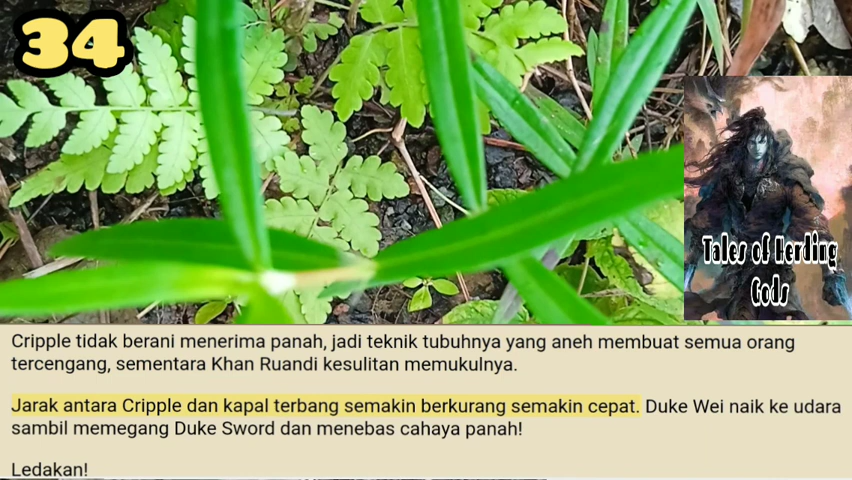 34
Tales of Herding
Gods
Cripple tidak berani menerima panah, jadi teknik tubuhnya yang aneh membuat semua orang
tercengang, sementara Khan Ruandi kesulitan memukulnya.
Jarak antara Cripple dan kapal terbang semakin berkurang semakin cepat. Duke Wei naik ke udara
sambil memegang Duke Sword dan menebas cahaya panah!
Ledakan!